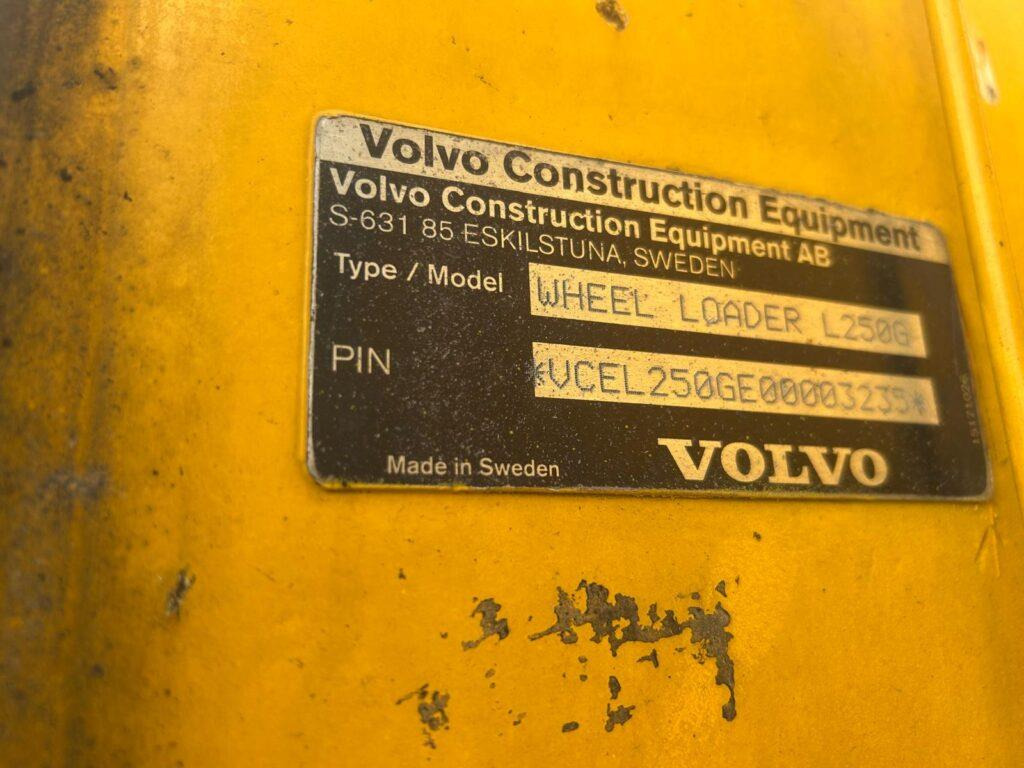 Volvo Construction Equipment
Volvo Construction Equipment AB
S-631 85 ESKILSTUNA, SWEDEN
Type / Model WHEEL LOADER L250G
PIN *VCEL250GE00003235*
Made in Sweden VOLVO